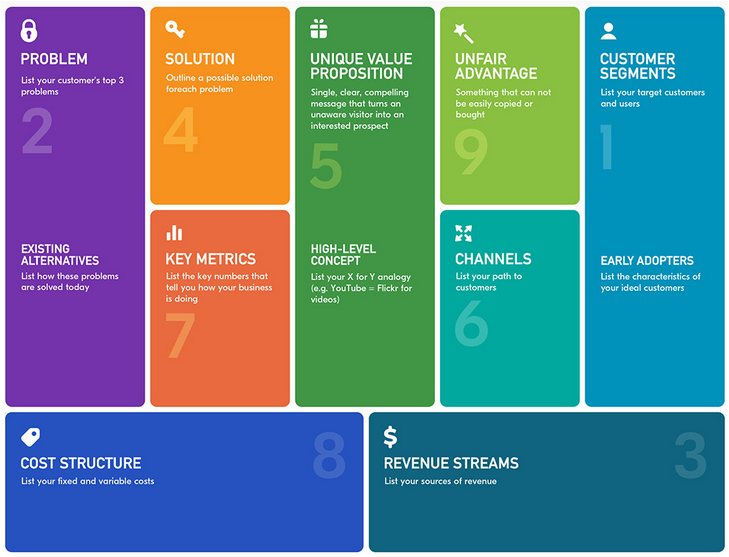 PROBLEM
List your customer's top 3
problems
2
EXISTING
ALTERNATIVES
List how these problems
are solved today
SOLUTION
Outline a possible solution
foreach problem
4
KEY METRICS
List the key numbers that
tell you how your business
is doing
7
UNIQUE VALUE
PROPOSITION
Single, clear, compelling
message that turns an
unaware visitor into an
interested prospect
5
HIGH-LEVEL
CONCEPT
List your X for Y analogy
(e.g. YouTube = Flickr for
videos)
UNFAIR
ADVANTAGE
Something that can not
be easily copied or
bought
9
CHANNELS
List your path to
customers
6
CUSTOMER
SEGMENTS
List your target customers
and users
1
EARLY ADOPTERS
List the characteristics of
your ideal customers
COST STRUCTURE
List your fixed and variable costs
8
REVENUE STREAMS
List your sources of revenue
3